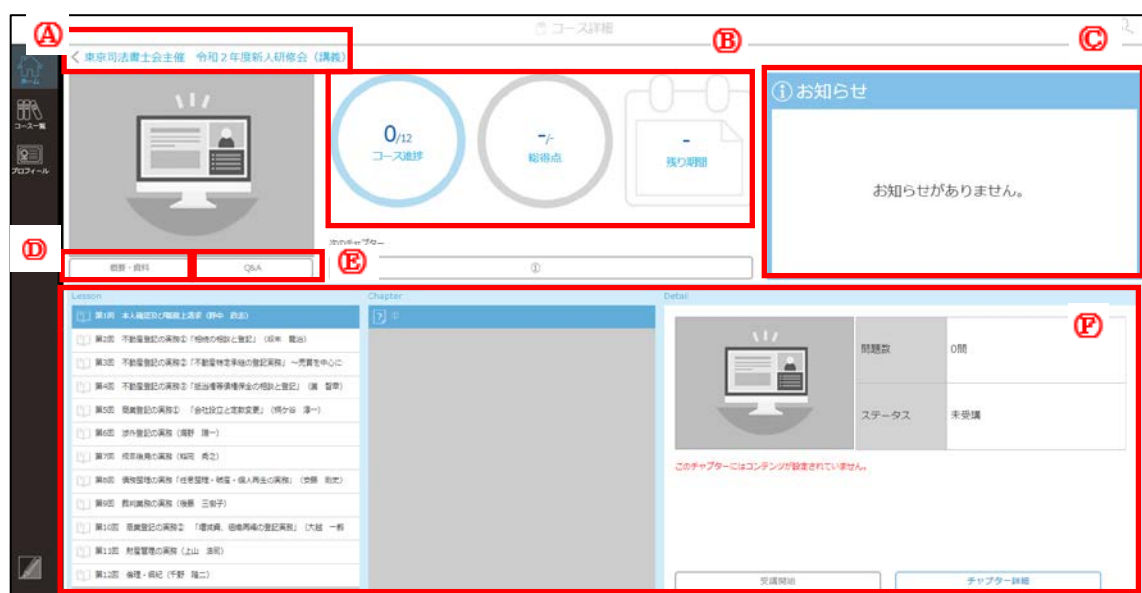 コース詳細
Ⓐ
Ⓑ
Ⓒ
< 東京司法書士会主催 令和2年度新人研修会(講義)
コース一覧
プロフィール
0/12
コース進捗
-/-
総得点
-
残り期間
ⓘお知らせ
お知らせがありません。
次のチャプター
Ⓓ
概要・資料
Q&A
Ⓔ
①
Lesson
Chapter
Detail
第1回 本人確認及び職務上請求(野中 政志)
?
①
第2回 不動産登記の実務①「相続の相談と登記」(坂本 龍治)
第3回 不動産登記の実務②「不動産特定承継の登記実務」~売買を中心に
第4回 不動産登記の実務③「抵当権等債権保全の相談と登記」(溝 智章)
第5回 商業登記の実務① 「会社設立と定款変更」(桐ケ谷 淳一)
第6回 渉外登記の実務(海野 陽一)
第7回 成年後見の実務(稲岡 秀之)
第8回 債務整理の実務「任意整理・破産・個人再生の実務」(安藤 剛史)
第9回 裁判業務の実務(後藤 三樹子)
第10回 商業登記の実務② 「増減資、組織再編の登記実務」(大越 一毅
第11回 財産管理の実務(上山 浩司)
第12回 倫理・綱紀(千野 隆二)
Ⓕ
問題数
0問
ステータス
未受講
このチャプターにはコンテンツが設定されていません。
受講開始
チャプター詳細